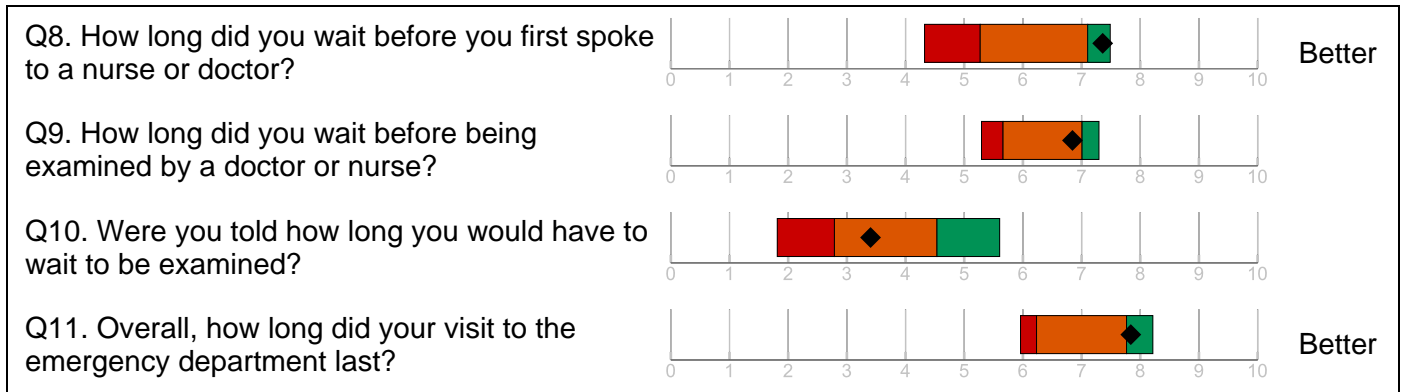 Q8. How long did you wait before you first spoke
to a nurse or doctor?
Better
0 1 2 3 4 5 6 7 8 9 10
Q9. How long did you wait before being
examined by a doctor or nurse?
0 1 2 3 4 5 6 7 8 9 10
Q10. Were you told how long you would have to
wait to be examined?
0 1 2 3 4 5 6 7 8 9 10
Q11. Overall, how long did your visit to the
emergency department last?
Better
0 1 2 3 4 5 6 7 8 9 10